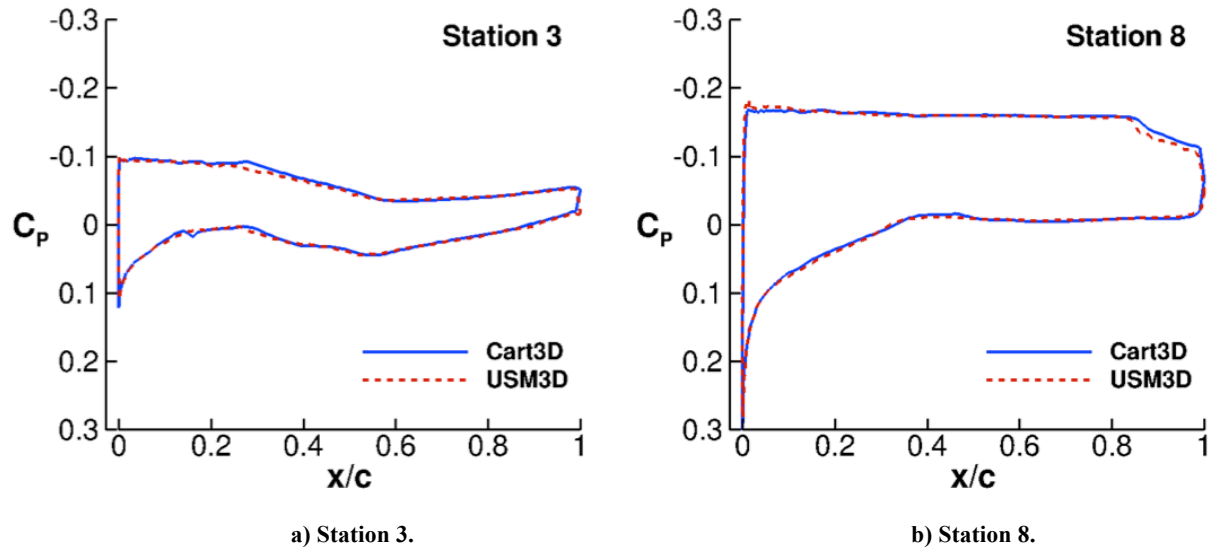 -0.3
Station 3
-0.2
-0.1
Cp
0
0.1
0.2
Cart3D
USM3D
0.3
0 0.2 0.4 0.6 0.8 1
x/c
a) Station 3.
-0.3
Station 8
-0.2
-0.1
Cp
0
0.1
0.2
Cart3D
USM3D
0.3
0 0.2 0.4 0.6 0.8 1
x/c
b) Station 8.